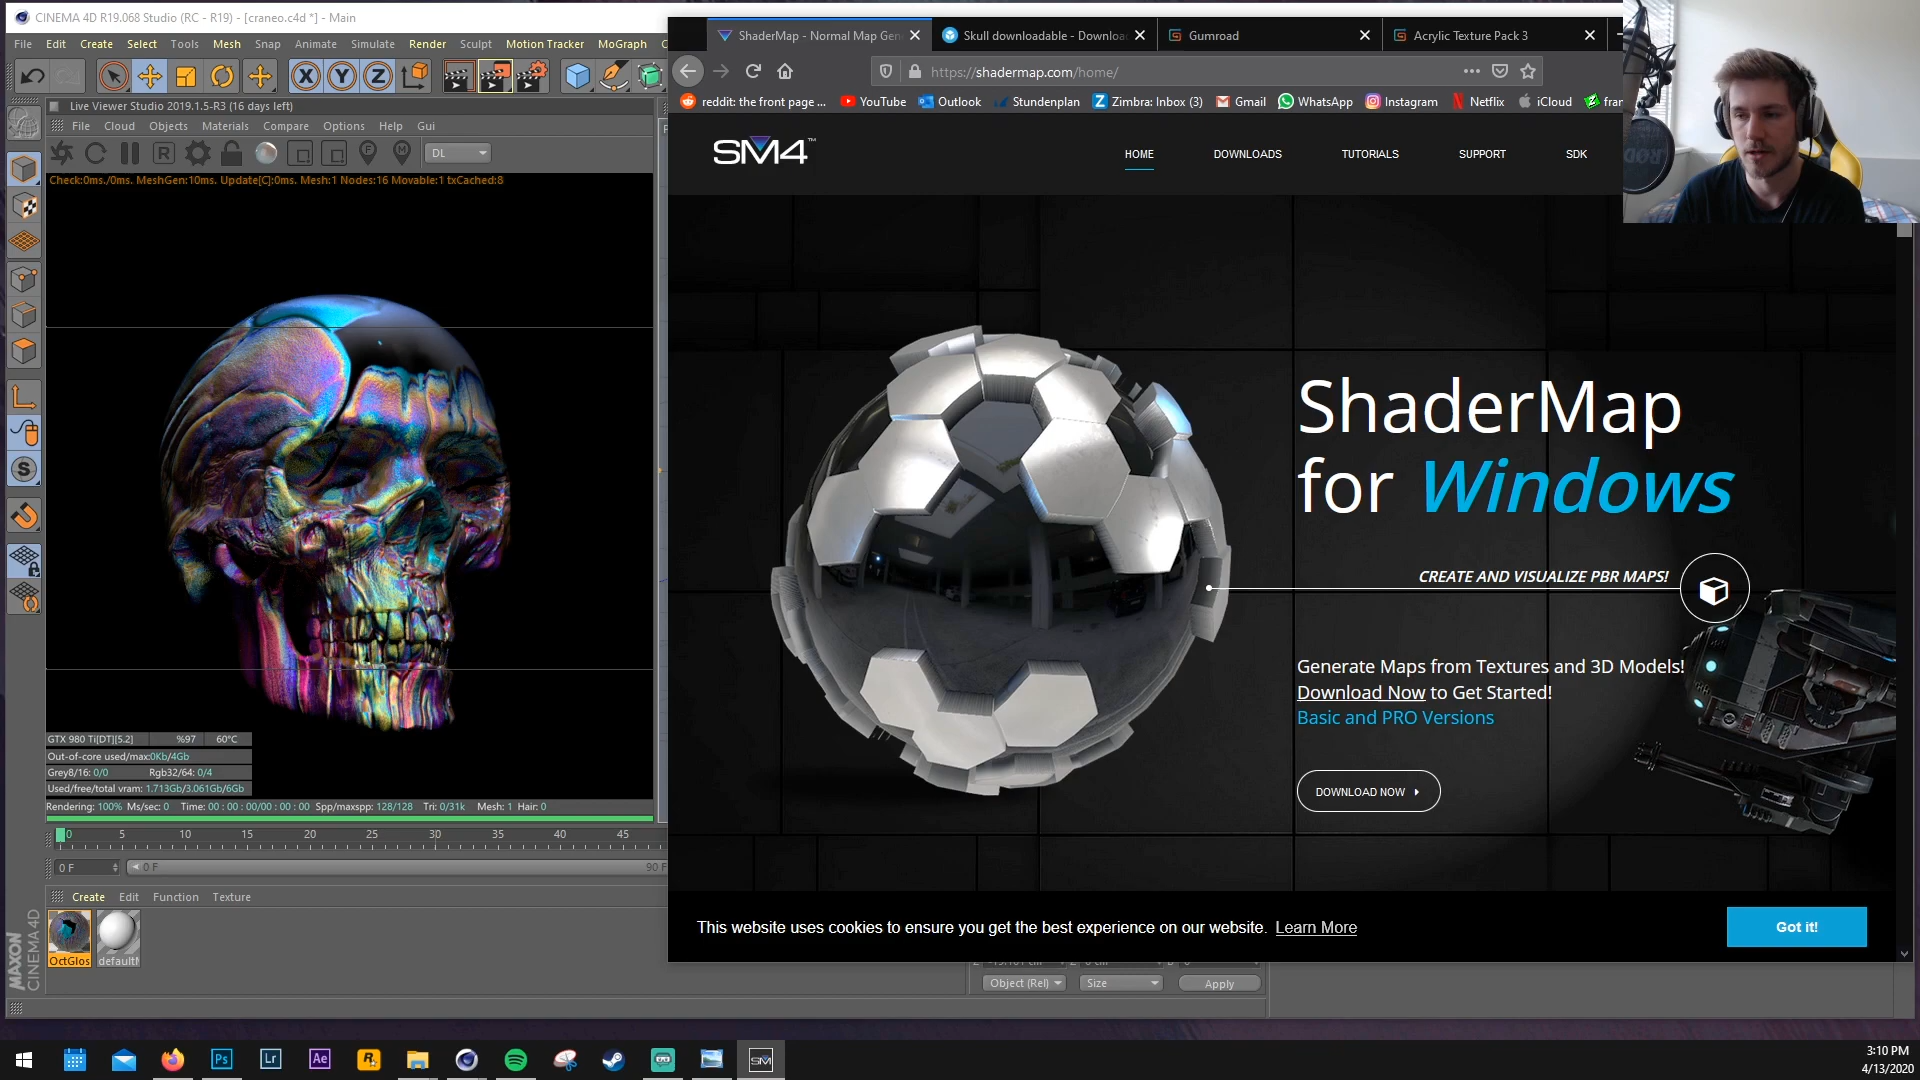 CINEMA 4D R19.068 Studio (RC - R19) - [craneo.c4d *] - Main
File Edit Create Select Tools Mesh Snap Animate Simulate Render Sculpt Motion Tracker MoGraph
Live Viewer Studio 2019.1.5-R3 (16 days left)
File Cloud Objects Materials Compare Options Help Gui
DL
Check:0ms./0ms. MeshGen:10ms. Update[C]:0ms. Mesh:1 Nodes:16 Movable:1 txCached:8
GTX 980 Ti[DT][5.2] %97 60°C
Out-of-core used/max:0Kb/4Gb
Grey8/16: 0/0 Rgb32/64: 0/4
Used/free/total vram: 1.713Gb/3.061Gb/6Gb
Rendering: 100% Ms/sec: 0 Time: 00 : 00 : 00/00 : 00 : 00 Spp/maxspp: 128/128 Tri: 0/31k Mesh: 1 Hair: 0
0 5 10 15 20 25 30 35 40 45
0 F 0 F 90 F
Create Edit Function Texture
OctGlos defaultM
MAXON
CINEMA 4D
ShaderMap - Normal Map Gen
Skull downloadable - Downloa
Gumroad
Acrylic Texture Pack 3
https://shadermap.com/home/
reddit: the front page ... YouTube Outlook Stundenplan Zimbra: Inbox (3) Gmail WhatsApp Instagram Netflix iCloud
SM4™
HOME DOWNLOADS TUTORIALS SUPPORT SDK
ShaderMap
for Windows
CREATE AND VISUALIZE PBR MAPS!
Generate Maps from Textures and 3D Models!
Download Now to Get Started!
Basic and PRO Versions
DOWNLOAD NOW
This website uses cookies to ensure you get the best experience on our website. Learn More
Got it!
Object (Rel) Size Apply
Ps Lr Ae R SM
3:10 PM
4/13/2020